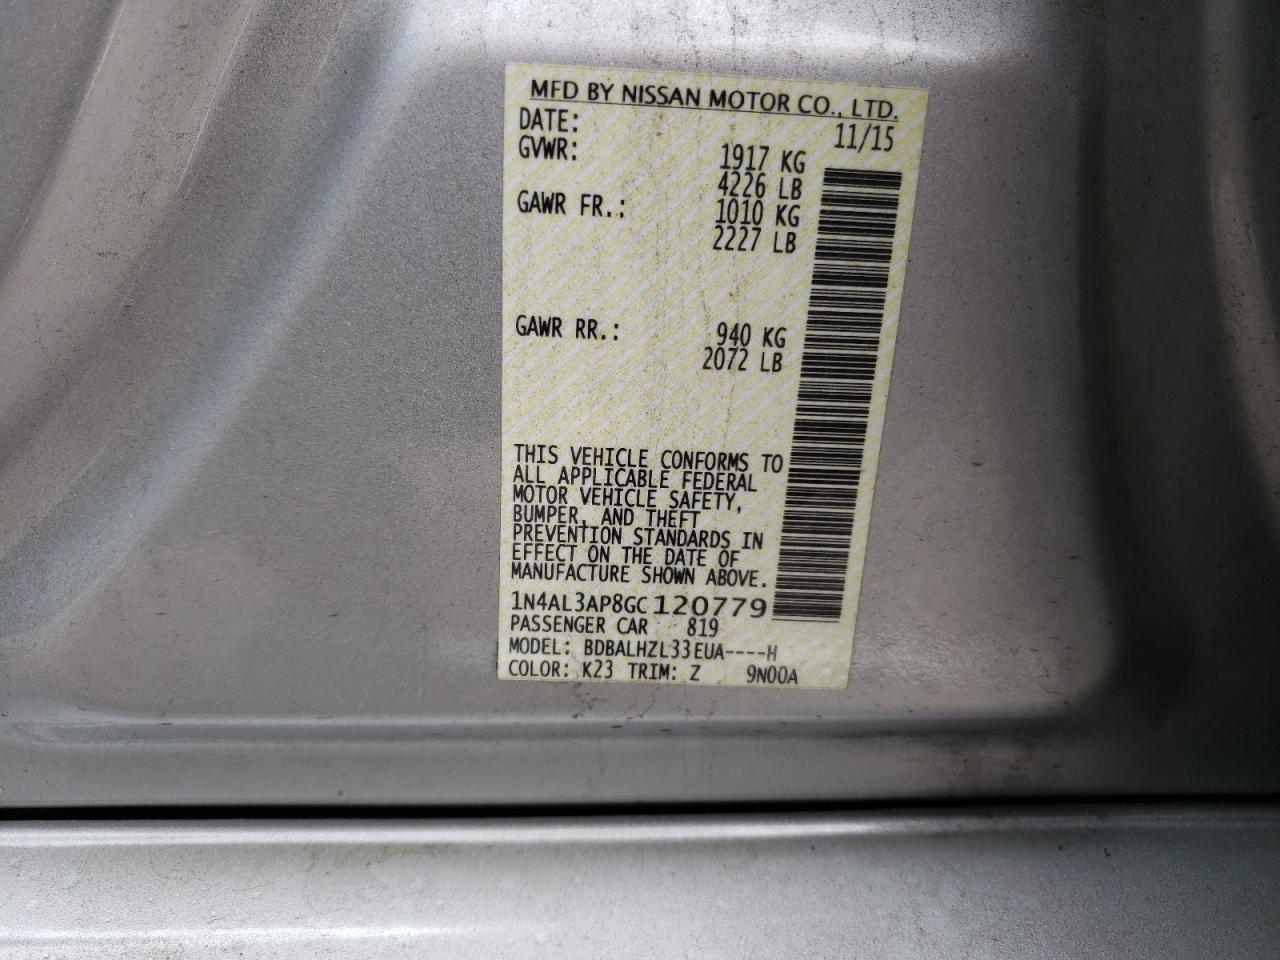 MFD BY NISSAN MOTOR CO., LTD.
DATE: 11/15
GVWR: 1917 KG
4226 LB
GAWR FR.: 1010 KG
2227 LB
GAWR RR.: 940 KG
2072 LB
THIS VEHICLE CONFORMS TO
ALL APPLICABLE FEDERAL
MOTOR VEHICLE SAFETY,
BUMPER, AND THEFT
PREVENTION STANDARDS IN
EFFECT ON THE DATE OF
MANUFACTURE SHOWN ABOVE.
1N4AL3AP8GC120779
PASSENGER CAR 819
MODEL: BDBALHZL33EUA----H
COLOR: K23 TRIM: Z 9N00A